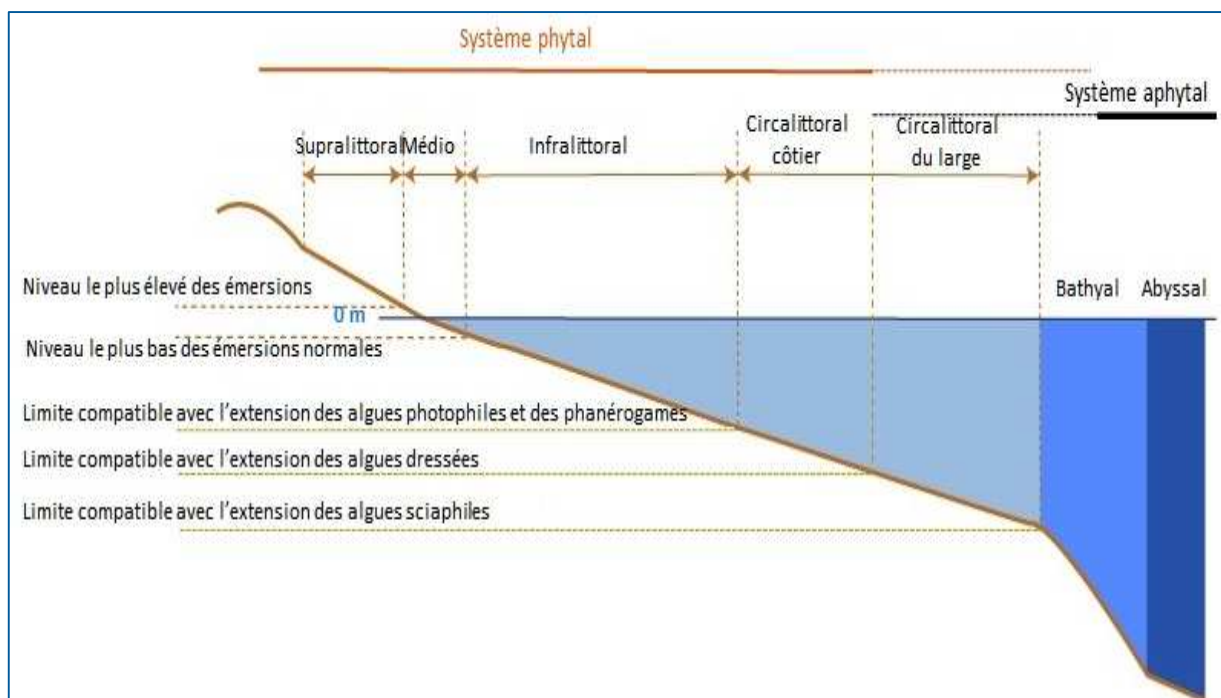 Système phytal
Système aphytal
Circalittoral
côtier
Circalittoral
du large
Supralittoral
Médio
Infralittoral
Niveau le plus élevé des émersions
Bathyal
Abyssal
0 m
Niveau le plus bas des émersions normales
Limite compatible avec l'extension des algues photophiles et des phanérogames
Limite compatible avec l'extension des algues dressées
Limite compatible avec l'extension des algues sciaphiles